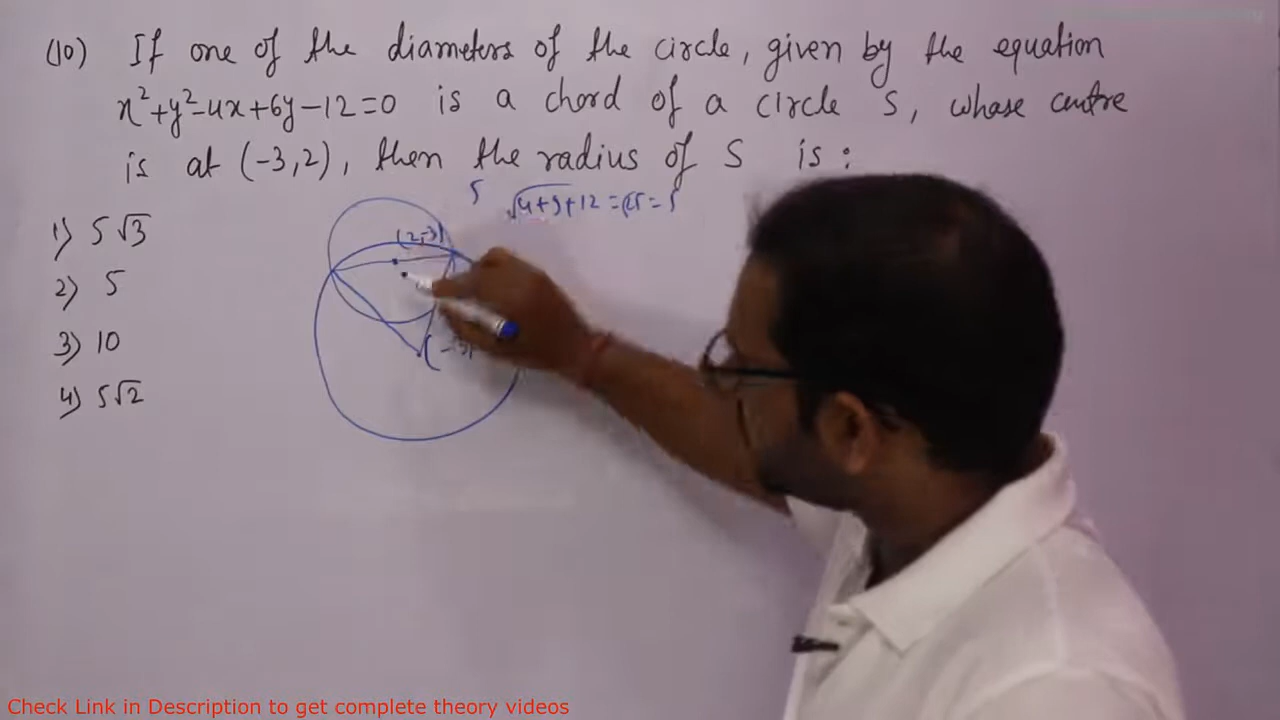 (10) If one of the diameters of the circle, given by the equation
x²+y²-4x+6y-12=0 is a chord of a circle S, whose centre
is at (-3,2), then the radius of S is:
5 √4+9+12 = √25 = 5
1) 5√3
(2,-3)
2) 5
3) 10
(-3,
4) 5√2
Check Link in Description to get complete theory videos